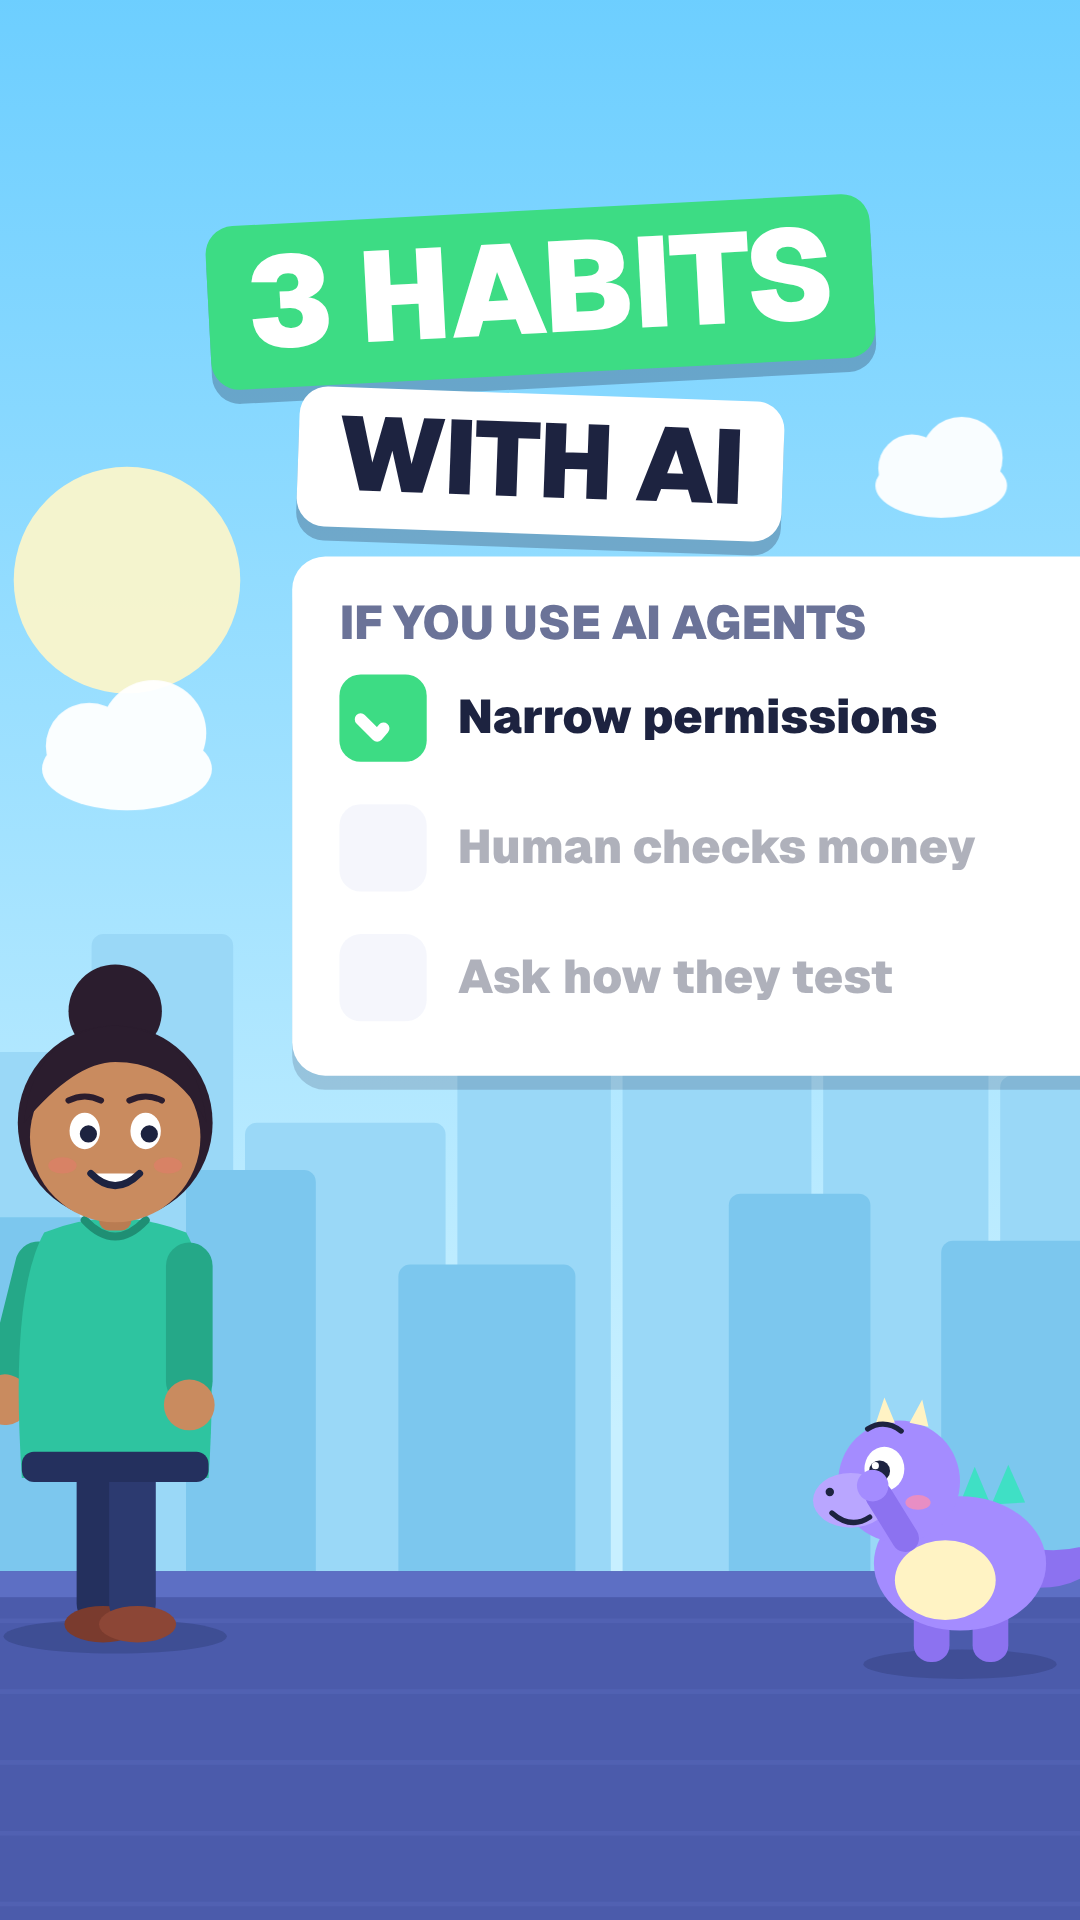 3 HABITS
WITH AI
IF YOU USE AI AGENTS
Narrow permissions
Human checks money
Ask how they test